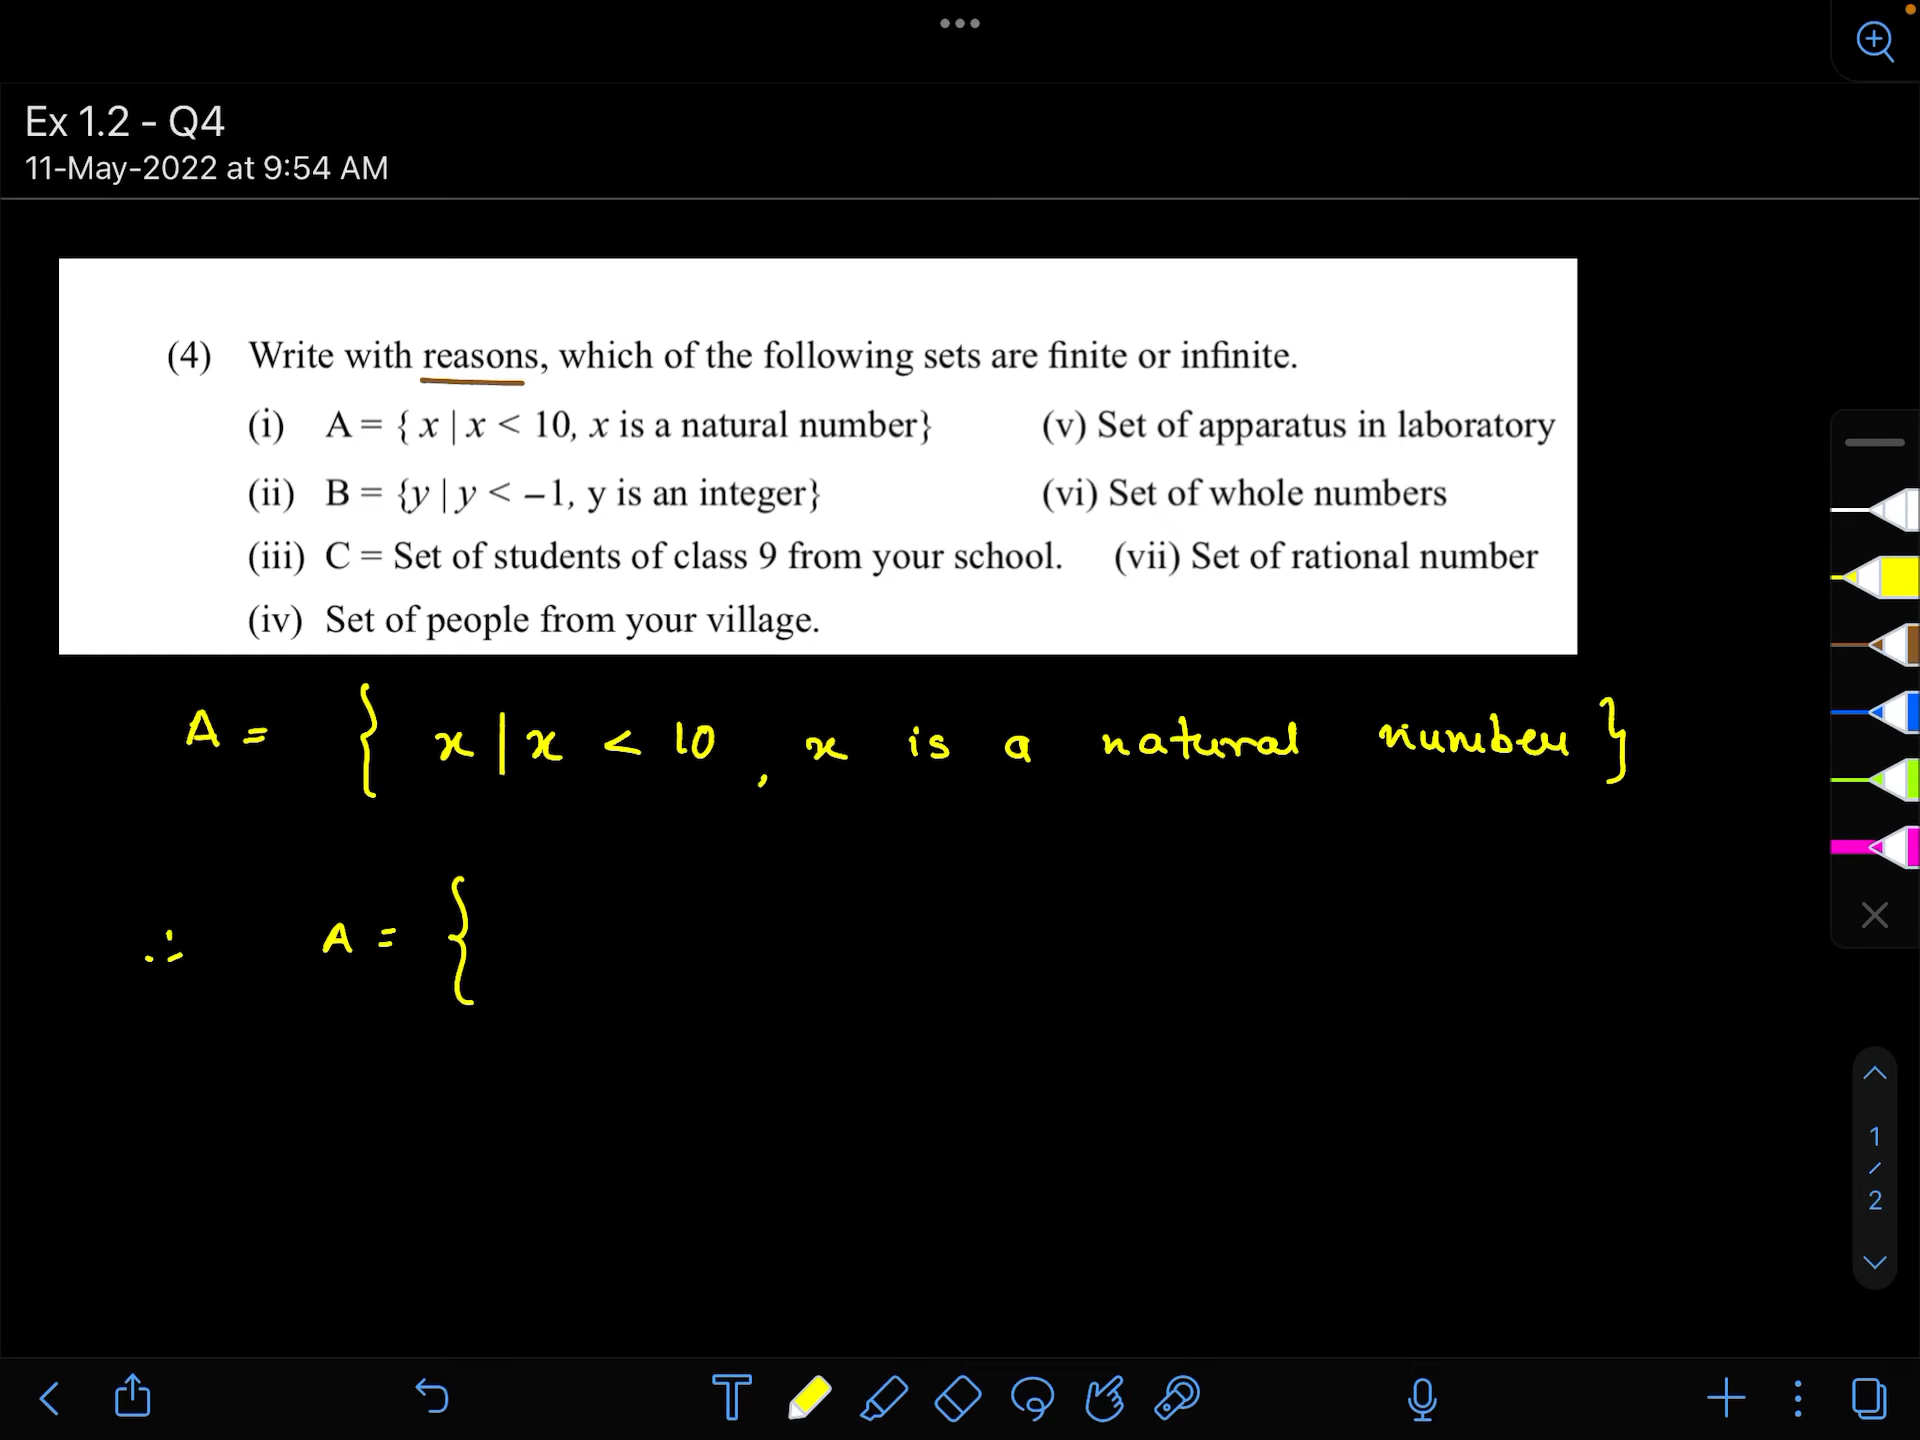 Ex 1.2 - Q4
11-May-2022 at 9:54 AM
(4) Write with reasons, which of the following sets are finite or infinite.
(i) A = { x | x < 10, x is a natural number} (v) Set of apparatus in laboratory
(ii) B = {y | y < –1, y is an integer} (vi) Set of whole numbers
(iii) C = Set of students of class 9 from your school. (vii) Set of rational number
(iv) Set of people from your village.
A = { x | x < 10 , x is a natural number }
∴ A = {
1
/
2